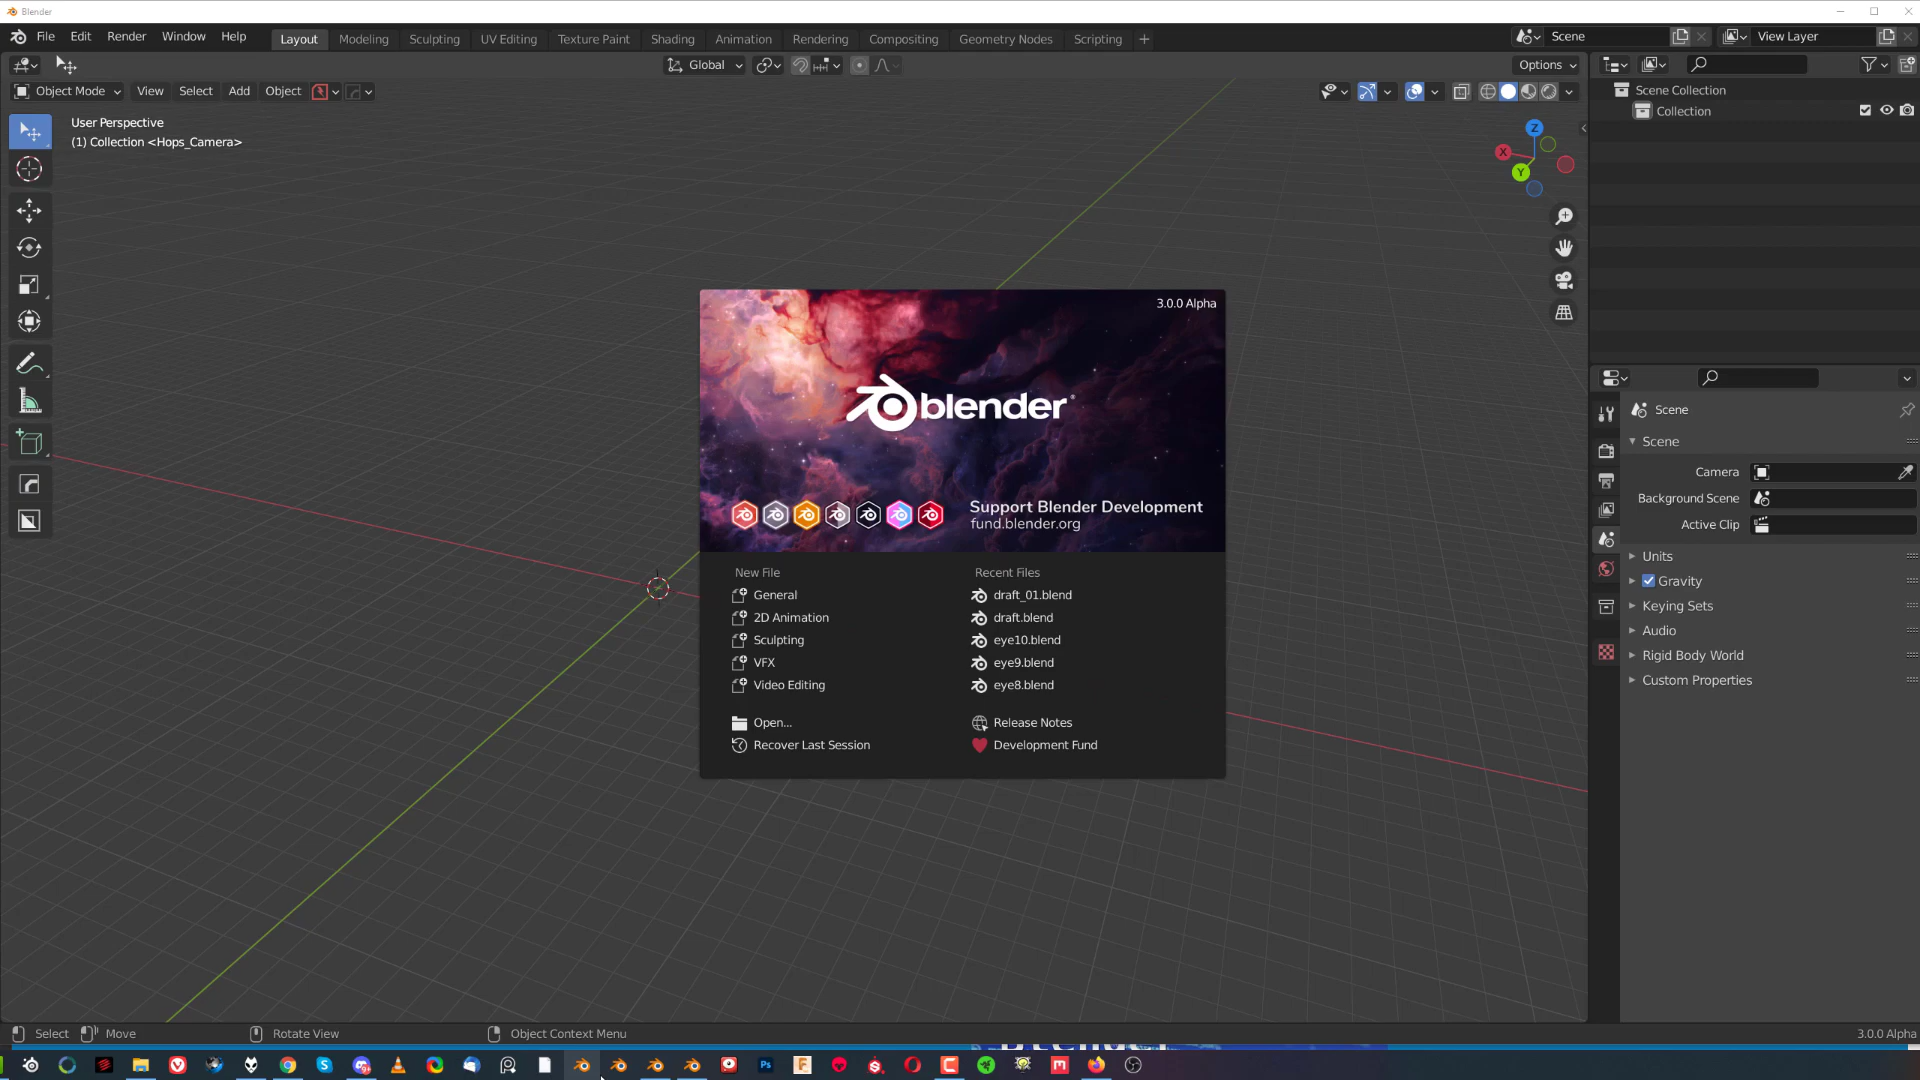 Blender
File Edit Render Window Help Layout Modeling Sculpting UV Editing Texture Paint Shading Animation Rendering Compositing Geometry Nodes Scripting + Scene View Layer
Global Options
Object Mode View Select Add Object
User Perspective
(1) Collection <Hops_Camera>
Z
X
Y
Scene Collection
Collection
3.0.0 Alpha
blender
Support Blender Development
fund.blender.org
New File
General
2D Animation
Sculpting
VFX
Video Editing
Open...
Recover Last Session
Recent Files
draft_01.blend
draft.blend
eye10.blend
eye9.blend
eye8.blend
Release Notes
Development Fund
Scene
Scene
Camera
Background Scene
Active Clip
Units
Gravity
Keying Sets
Audio
Rigid Body World
Custom Properties
Select Move Rotate View Object Context Menu 3.0.0 Alpha
Ps